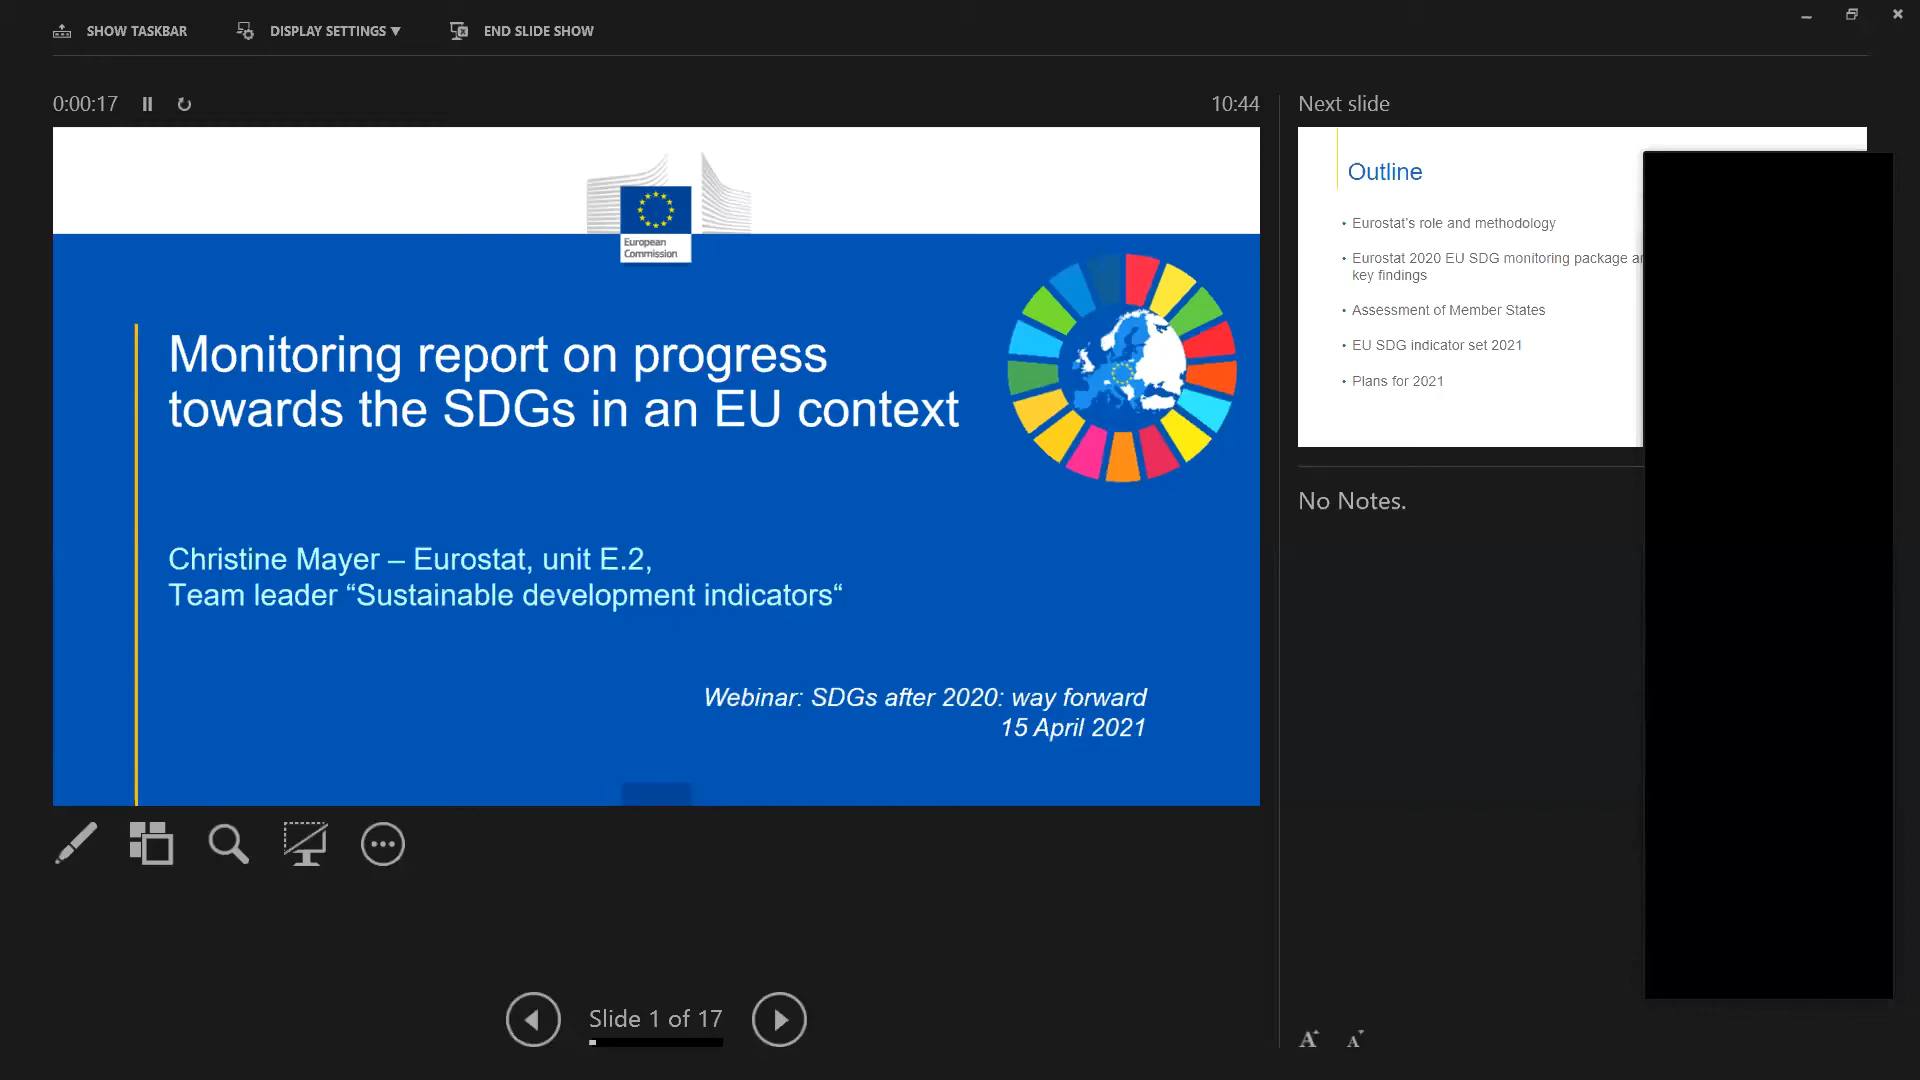 SHOW TASKBAR
DISPLAY SETTINGS ▼
END SLIDE SHOW
0:00:17
10:44
Next slide
European
Commission
Monitoring report on progress
towards the SDGs in an EU context
Christine Mayer – Eurostat, unit E.2,
Team leader “Sustainable development indicators“
Webinar: SDGs after 2020: way forward
15 April 2021
Outline
• Eurostat's role and methodology
• Eurostat 2020 EU SDG monitoring package
key findings
• Assessment of Member States
• EU SDG indicator set 2021
• Plans for 2021
No Notes.
Slide 1 of 17
A A